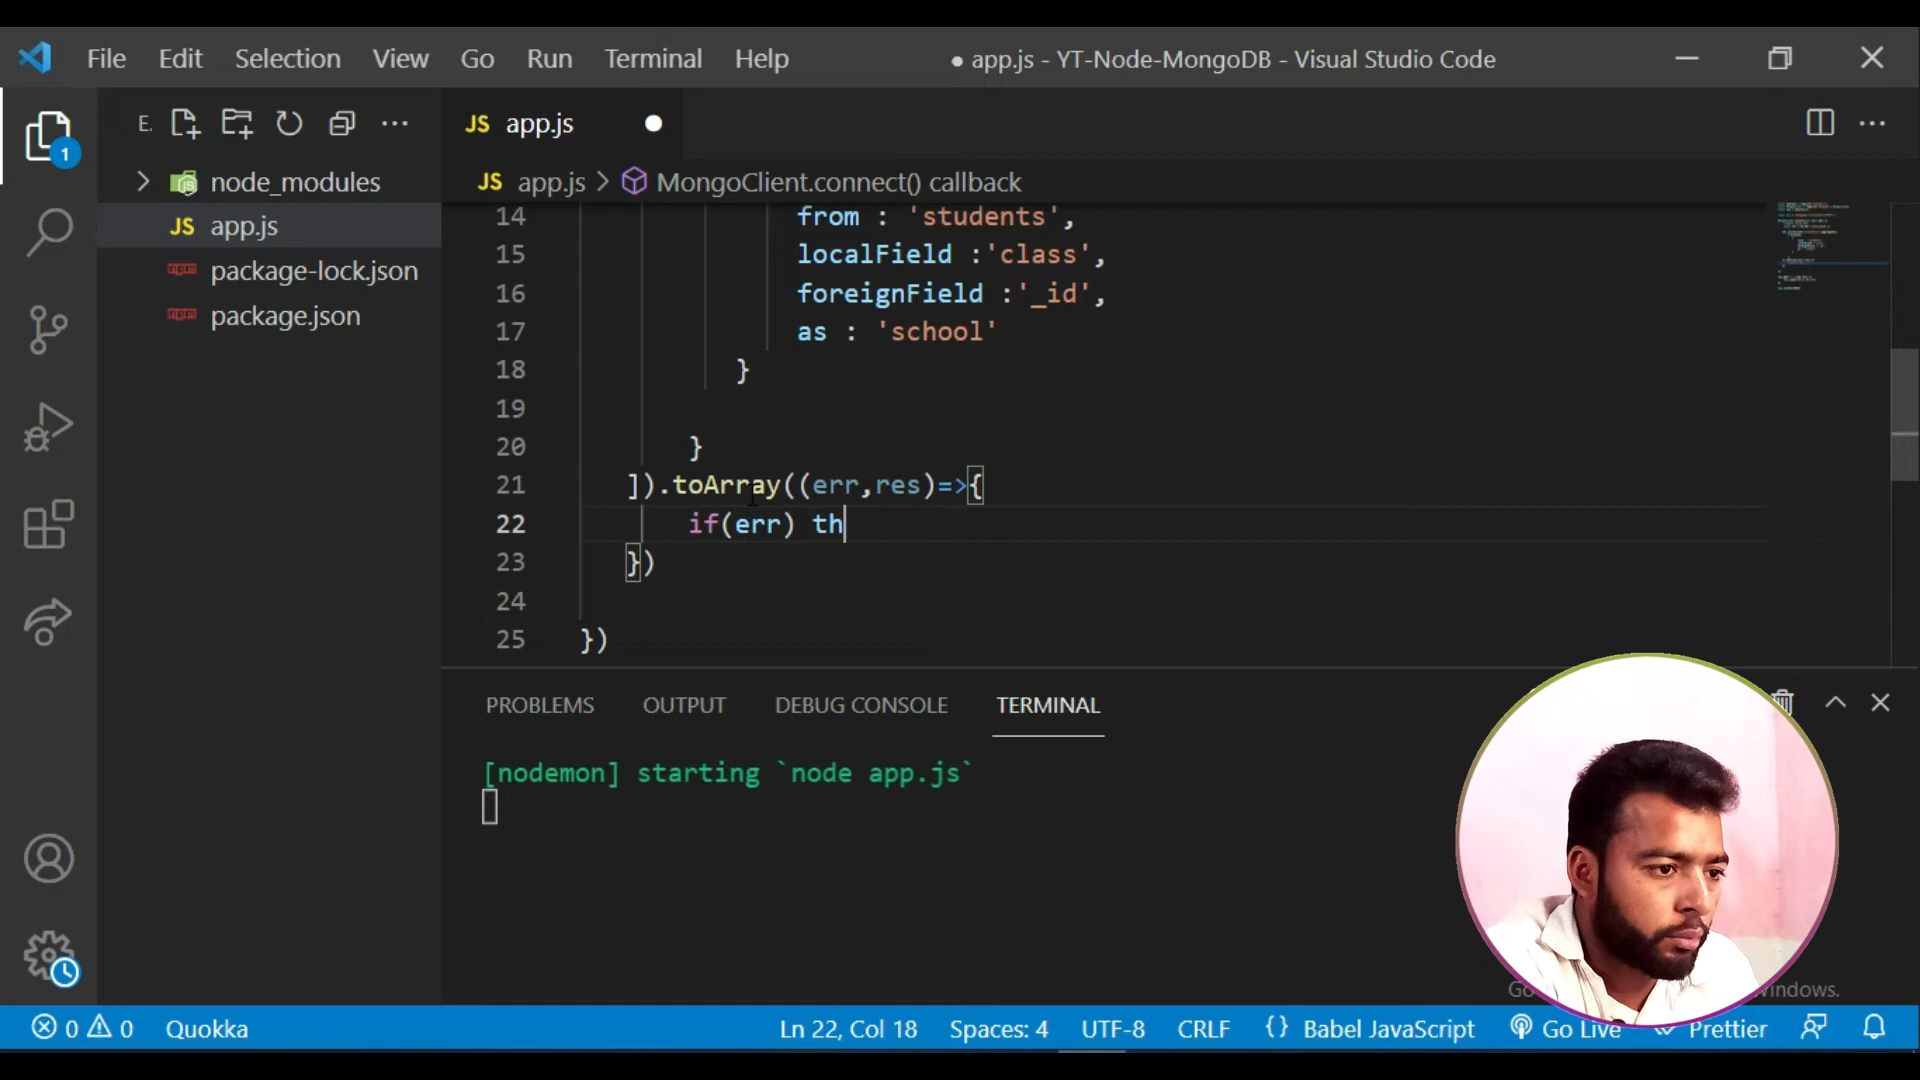 File Edit Selection View Go Run Terminal Help ● app.js - YT-Node-MongoDB - Visual Studio Code
E.
JS app.js ●
1
node_modules
JS app.js
package-lock.json
package.json
JS app.js > MongoClient.connect() callback
14 from : 'students',
15 localField :'class',
16 foreignField :'_id',
17 as : 'school'
18 }
19
20 }
21 ]).toArray((err,res)=>{
22 if(err) th
23 })
24
25 })
PROBLEMS OUTPUT DEBUG CONSOLE TERMINAL
[nodemon] starting `node app.js`
Go
Windows.
0 0 Quokka Ln 22, Col 18 Spaces: 4 UTF-8 CRLF {} Babel JavaScript Go Live Prettier